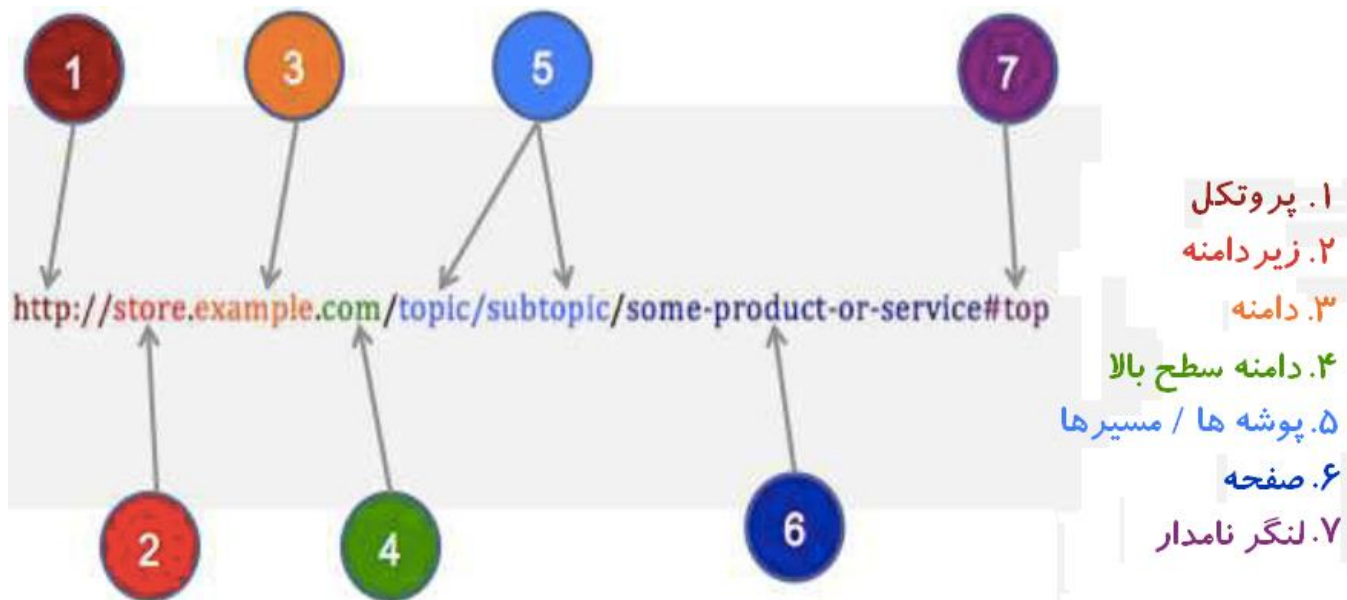 1
3
5
7
http://store.example.com/topic/subtopic/some-product-or-service#top
2
4
6
۱. پروتکل
۲. زیر دامنه
۳. دامنه
۴. دامنه سطح بالا
۵. پوشه ها / مسیرها
۶. صفحه
۷. لنگر نامدار